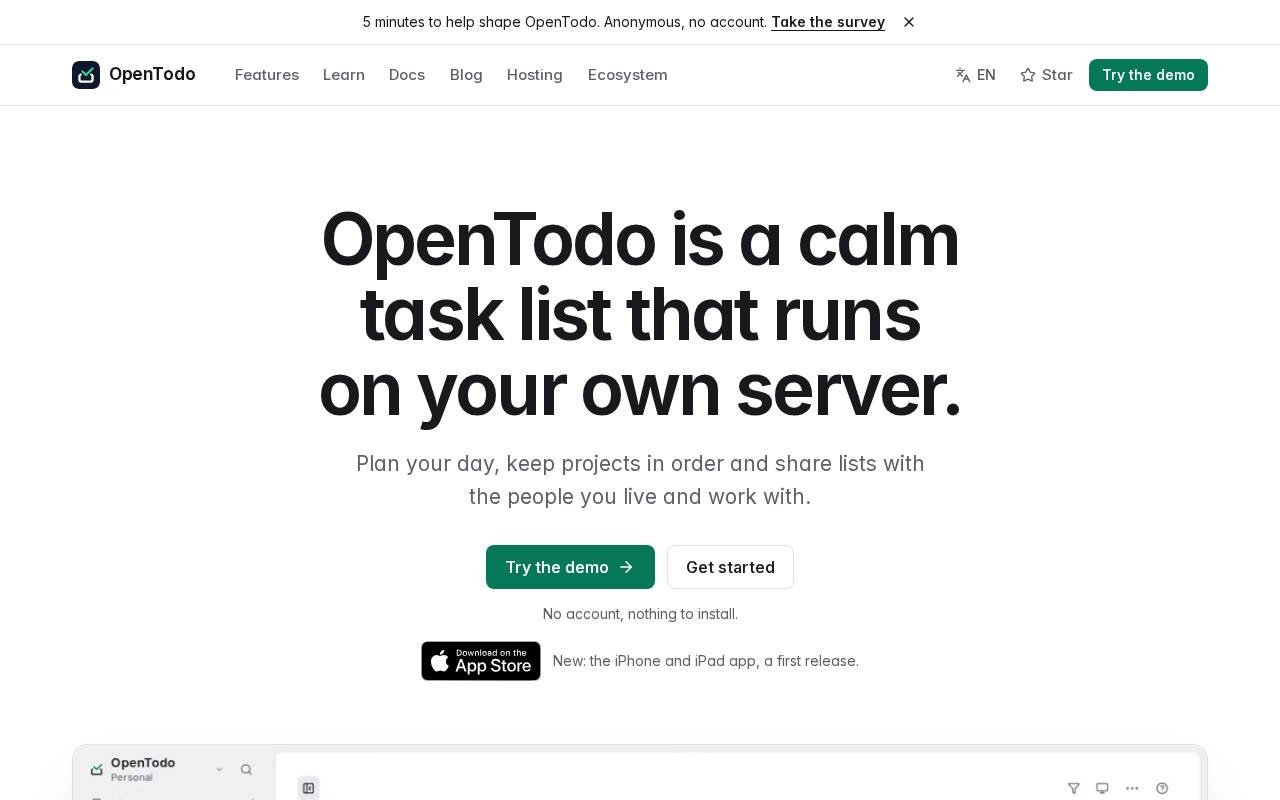 5 minutes to help shape OpenTodo. Anonymous, no account. Take the survey
OpenTodo
Features
Learn
Docs
Blog
Hosting
Ecosystem
EN
Star
Try the demo
OpenTodo is a calm
task list that runs
on your own server.
Plan your day, keep projects in order and share lists with
the people you live and work with.
Try the demo
Get started
No account, nothing to install.
Download on the
App Store
New: the iPhone and iPad app, a first release.
OpenTodo
Personal